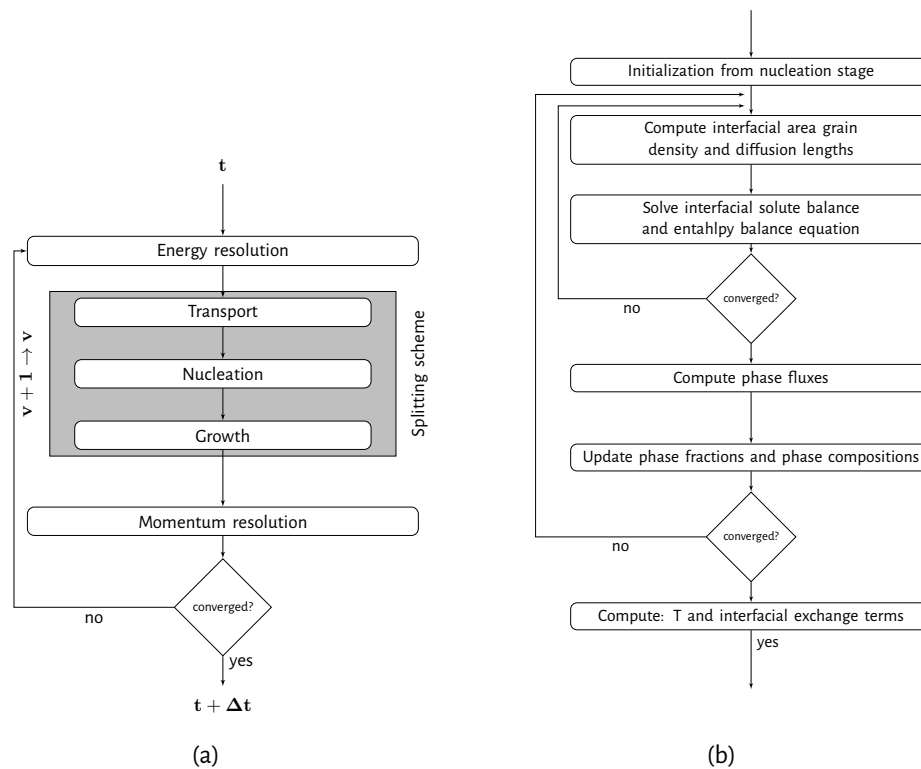 t
Energy resolution
Transport
Nucleation
Growth
Splitting scheme
v + 1 → v
Momentum resolution
converged?
no
yes
t + Δt
(a)
Initialization from nucleation stage
Compute interfacial area grain
density and diffusion lengths
Solve interfacial solute balance
and entahlpy balance equation
converged?
no
Compute phase fluxes
Update phase fractions and phase compositions
converged?
no
Compute: T and interfacial exchange terms
yes
(b)